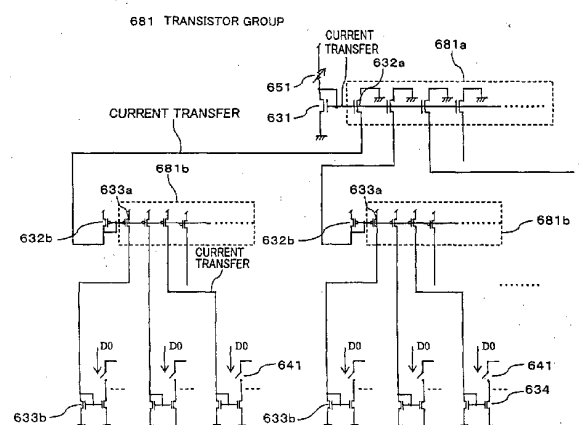 681 TRANSISTOR GROUP
CURRENT
TRANSFER
632a
681a
651
631
CURRENT TRANSFER
633a
681b
633a
632b
632b
681b
CURRENT
TRANSFER
D0
D0
D0
641
D0
D0
D0
641
634
633b
633b